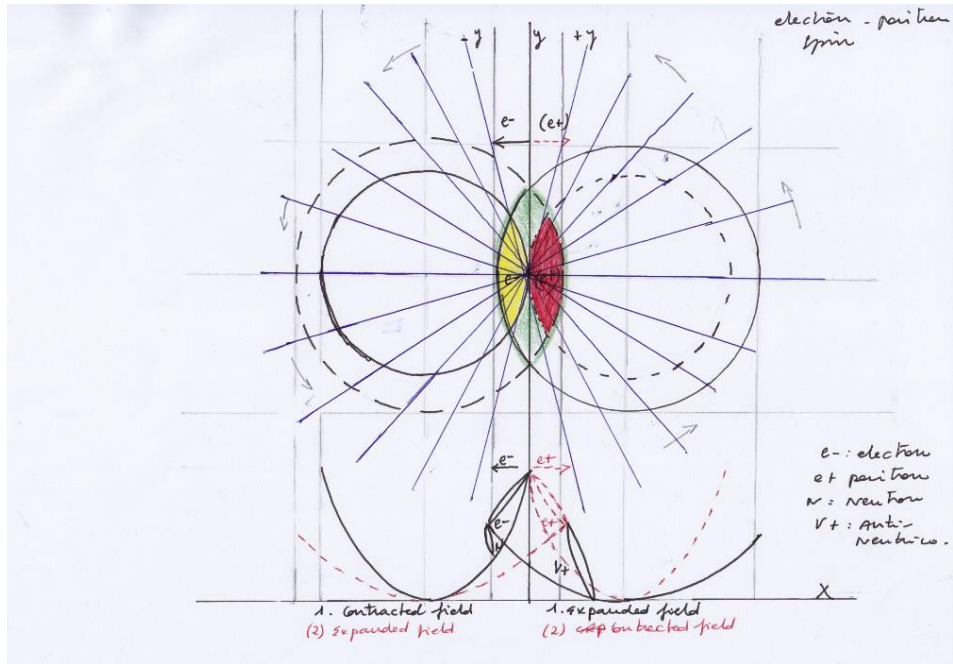 electron - positron
spin
-y
y
+y
e-
(e+)
e
e-
e+
e-
e+
N
V+
e- : electron
e+ positron
N : Neutron
V+ : Anti-
Neutrico.
X
1. Contracted field
1. Expanded field
(2) Expanded field
(2) contracted field